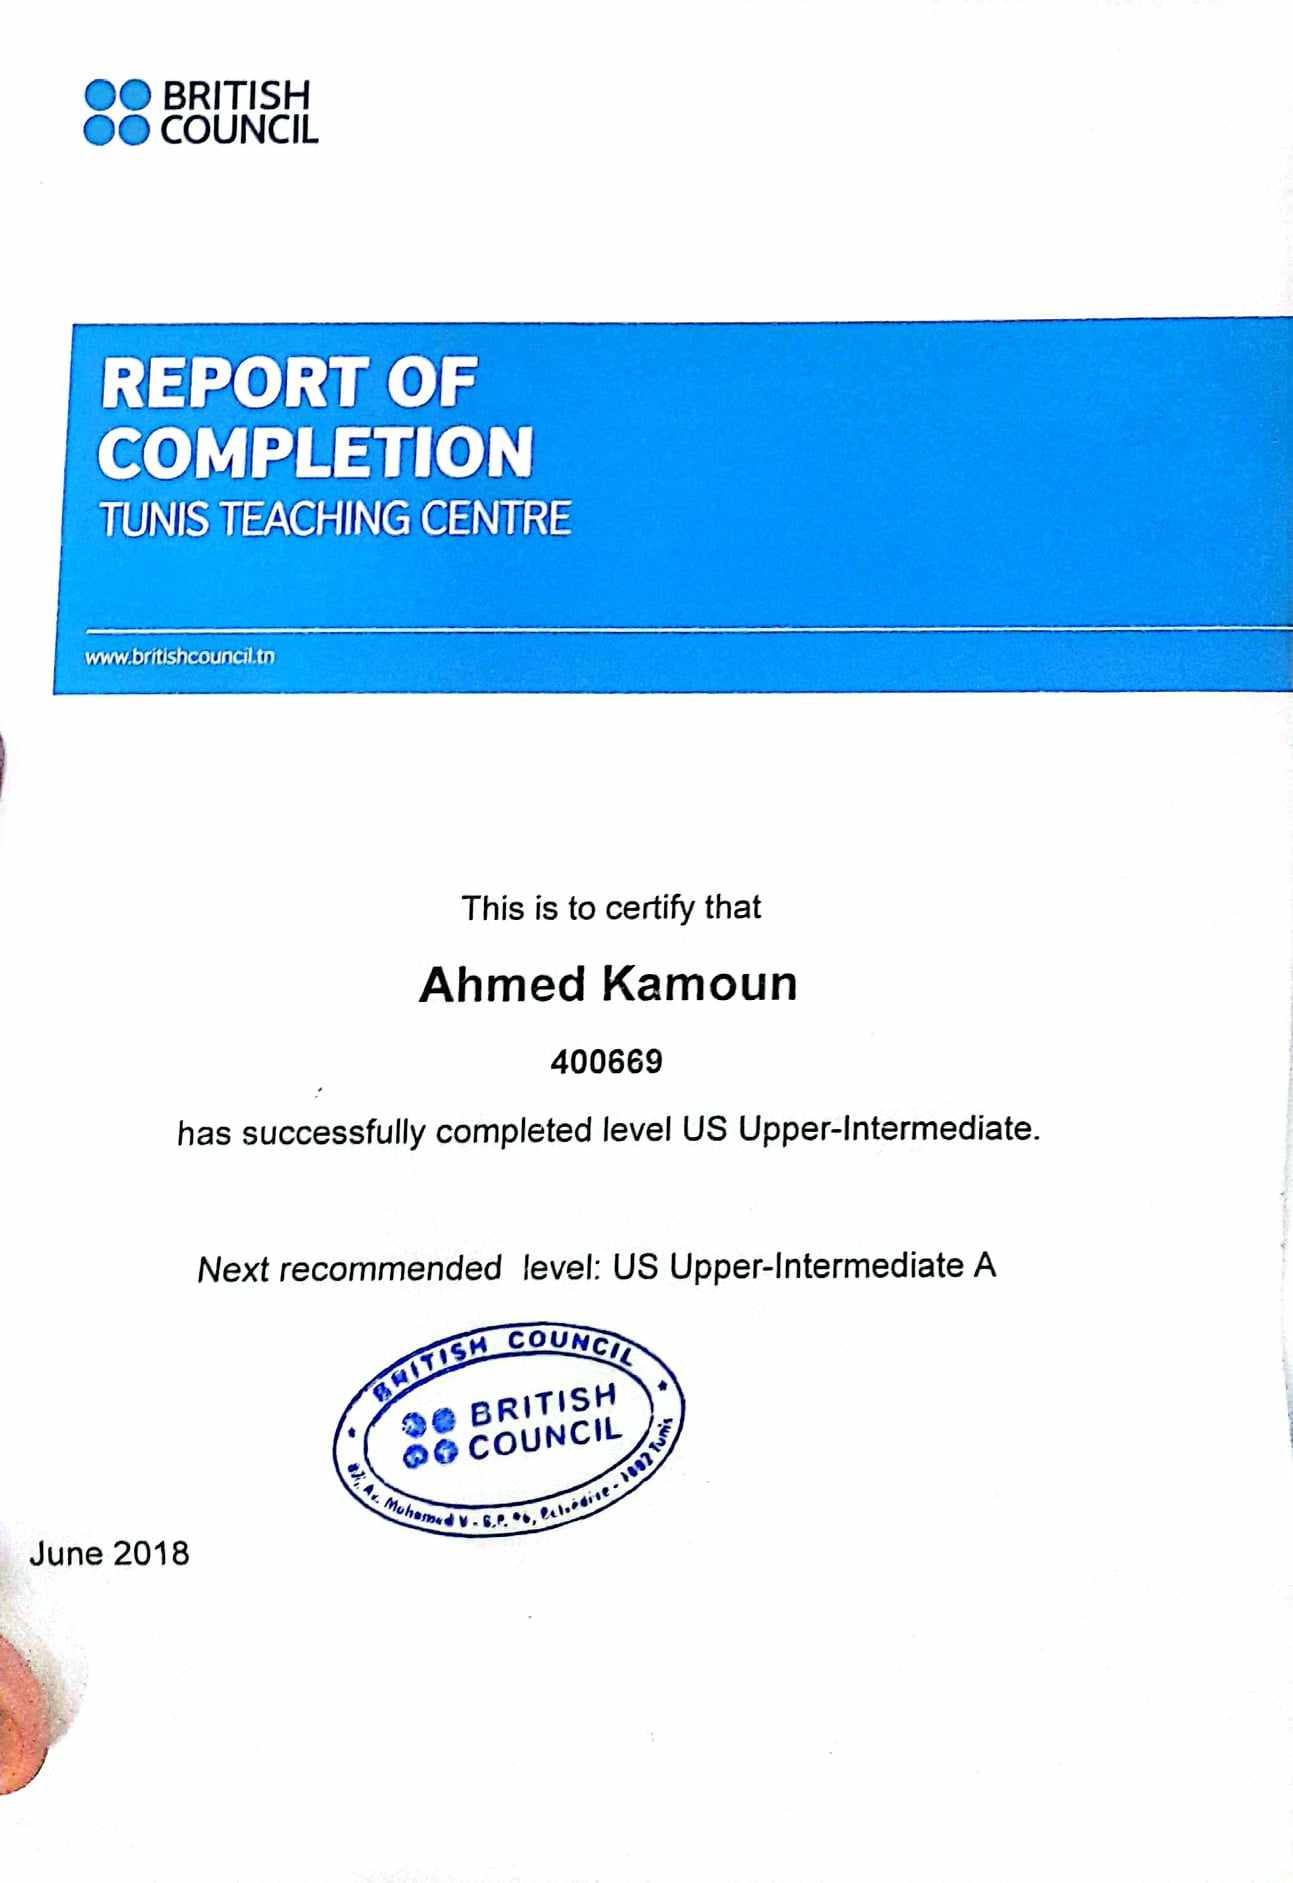 BRITISH
COUNCIL
REPORT OF
COMPLETION
TUNIS TEACHING CENTRE
www.britishcouncil.tn
This is to certify that
Ahmed Kamoun
400669
has successfully completed level US Upper-Intermediate.
Next recommended level: US Upper-Intermediate A
BRITISH COUNCIL
BRITISH
COUNCIL
Av. Mohamed V - B.P. 96, Belvédère - 1002 Tunis
June 2018